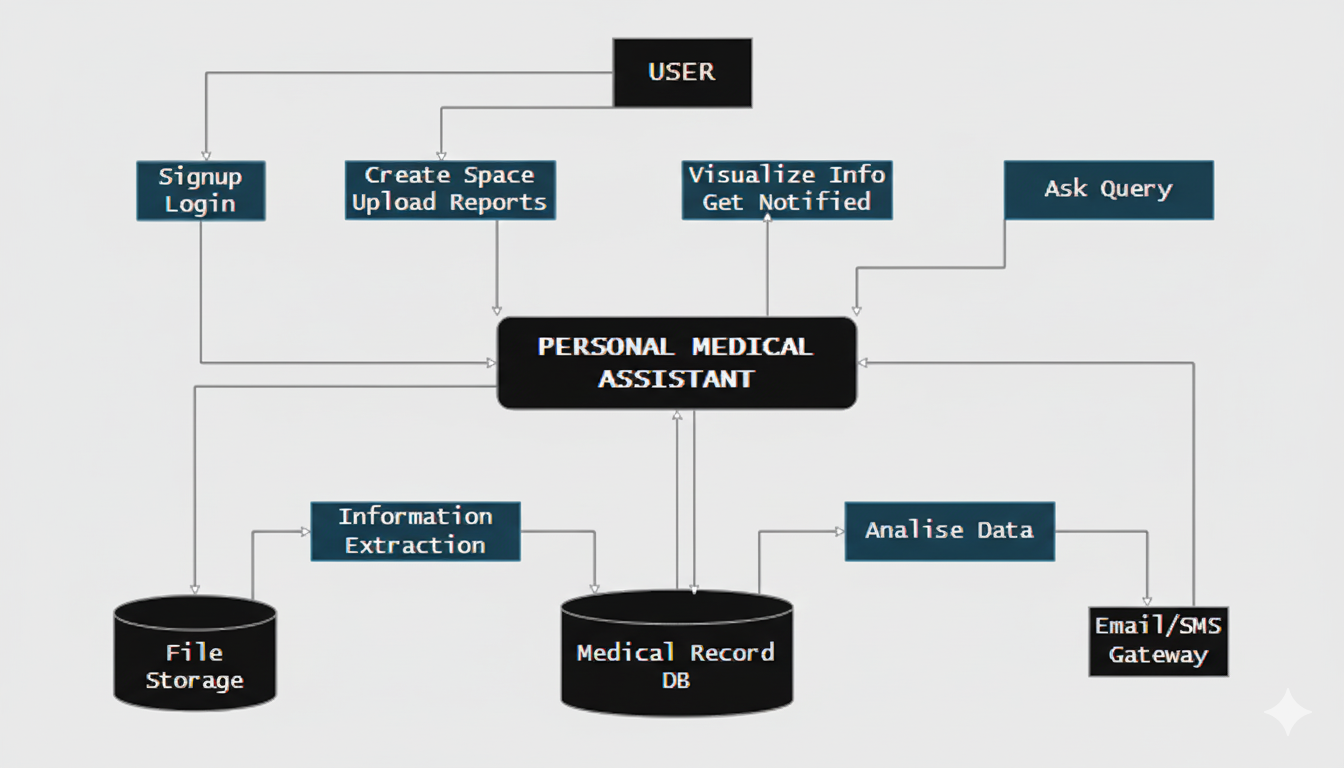 USER
Signup
Login
Create Space
Upload Reports
Visualize Info
Get Notified
Ask Query
PERSONAL MEDICAL
ASSISTANT
Information
Extraction
Analise Data
File
Storage
Medical Record
DB
Email/SMS
Gateway